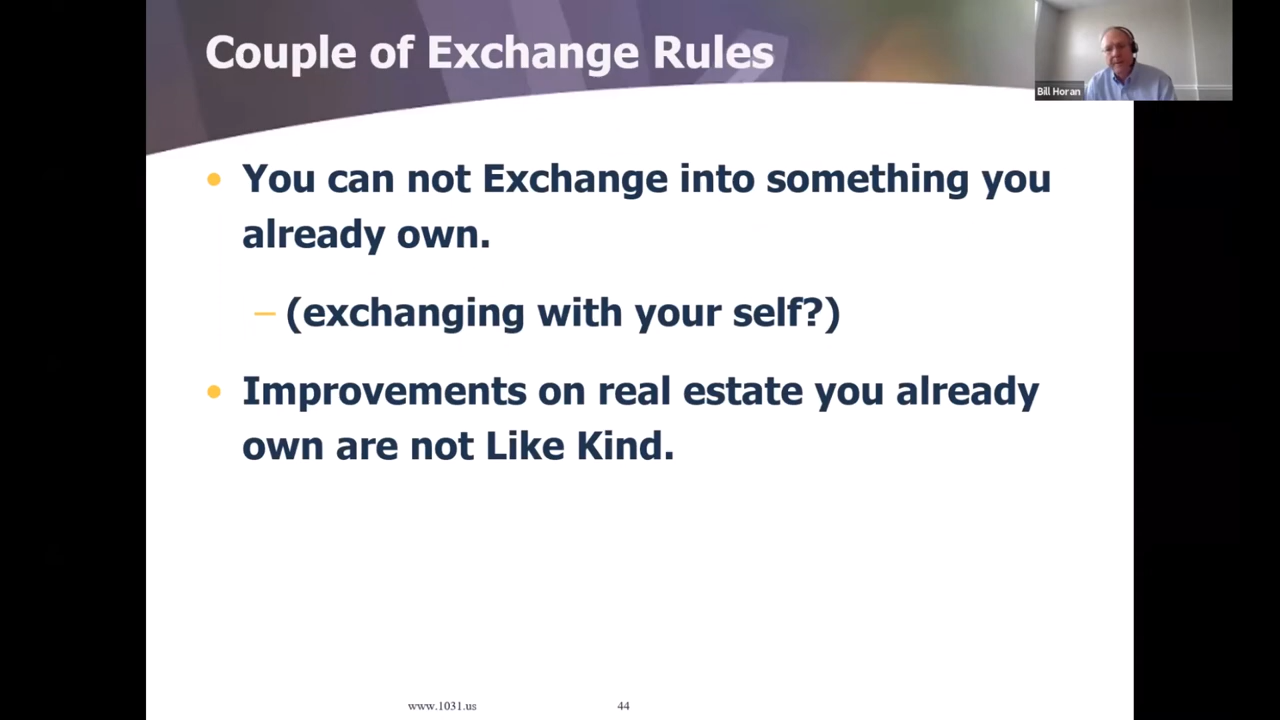 Couple of Exchange Rules
Bill Horan
• You can not Exchange into something you
already own.
– (exchanging with your self?)
• Improvements on real estate you already
own are not Like Kind.
www.1031.us
44